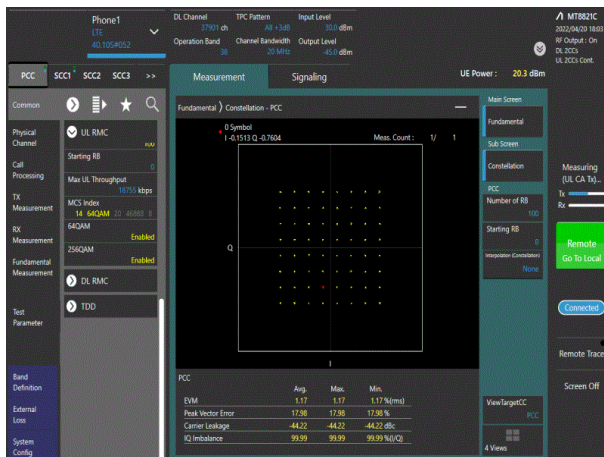 Phone1
LTE
40.105#052
DL Channel
37901 ch
TPC Pattern
All +3dB
Input Level
30.0 dBm
Operation Band
38
Channel Bandwidth
20 MHz
Output Level
-45.0 dBm
MT8821C
2022/04/20 18:03
RF Output : On
DL 2CCs
UL 2CCs Cont.
PCC SCC1 SCC2 SCC3 >>
Measurement
Signaling
UE Power : 20.3 dBm
Common
Physical
Channel
Call
Processing
TX
Measurement
RX
Measurement
Fundamental
Measurement
Test
Parameter
Band
Definition
External
Loss
System
Config
UL RMC
100
Starting RB
0
Max UL Throughput
18755 kbps
MCS Index
14 64QAM 20 46888 8
64QAM
Enabled
256QAM
Enabled
DL RMC
TDD
Fundamental
Constellation - PCC
0 Symbol
I -0.1513 Q -0.7604
Meas. Count : 1/ 1
Q
I
PCC
Avg. Max. Min.
EVM 1.17 1.17 1.17 %(rms)
Peak Vector Error 17.98 17.98 17.98 %
Carrier Leakage -44.22 -44.22 -44.22 dBc
IQ Imbalance 99.99 99.99 99.99 %(I/Q)
Main Screen
Fundamental
Sub Screen
Constellation
PCC
Number of RB
100
Starting RB
0
Interpolation (Constellation)
None
ViewTargetCC
PCC
4 Views
Measuring
(UL CA Tx)...
Tx
Rx
Remote
Go To Local
Connected
Remote Trace
Screen Off